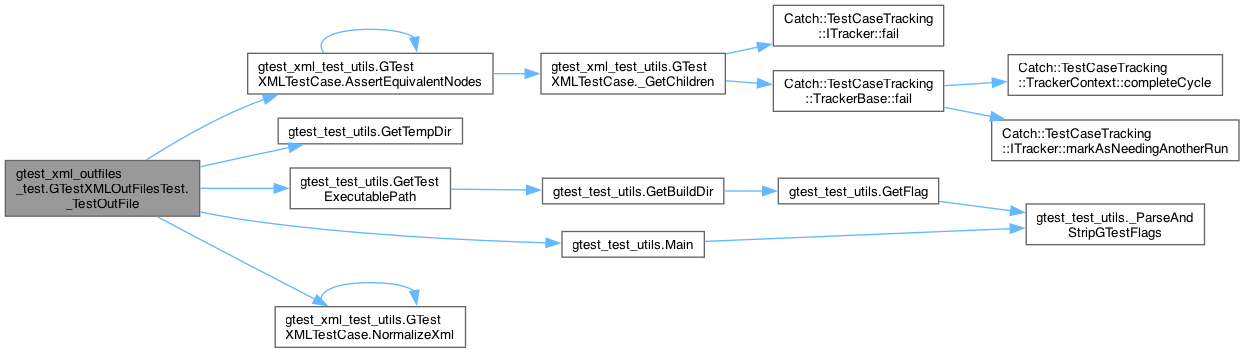 gtest_xml_outfiles
_test.GTestXMLOutFilesTest.
_TestOutFile
gtest_xml_test_utils.GTest
XMLTestCase.AssertEquivalentNodes
gtest_xml_test_utils.GTest
XMLTestCase._GetChildren
Catch::TestCaseTracking
::ITracker::fail
Catch::TestCaseTracking
::TrackerBase::fail
Catch::TestCaseTracking
::TrackerContext::completeCycle
Catch::TestCaseTracking
::ITracker::markAsNeedingAnotherRun
gtest_test_utils.GetTempDir
gtest_test_utils.GetTest
ExecutablePath
gtest_test_utils.GetBuildDir
gtest_test_utils.GetFlag
gtest_test_utils._ParseAnd
StripGTestFlags
gtest_test_utils.Main
gtest_xml_test_utils.GTest
XMLTestCase.NormalizeXml